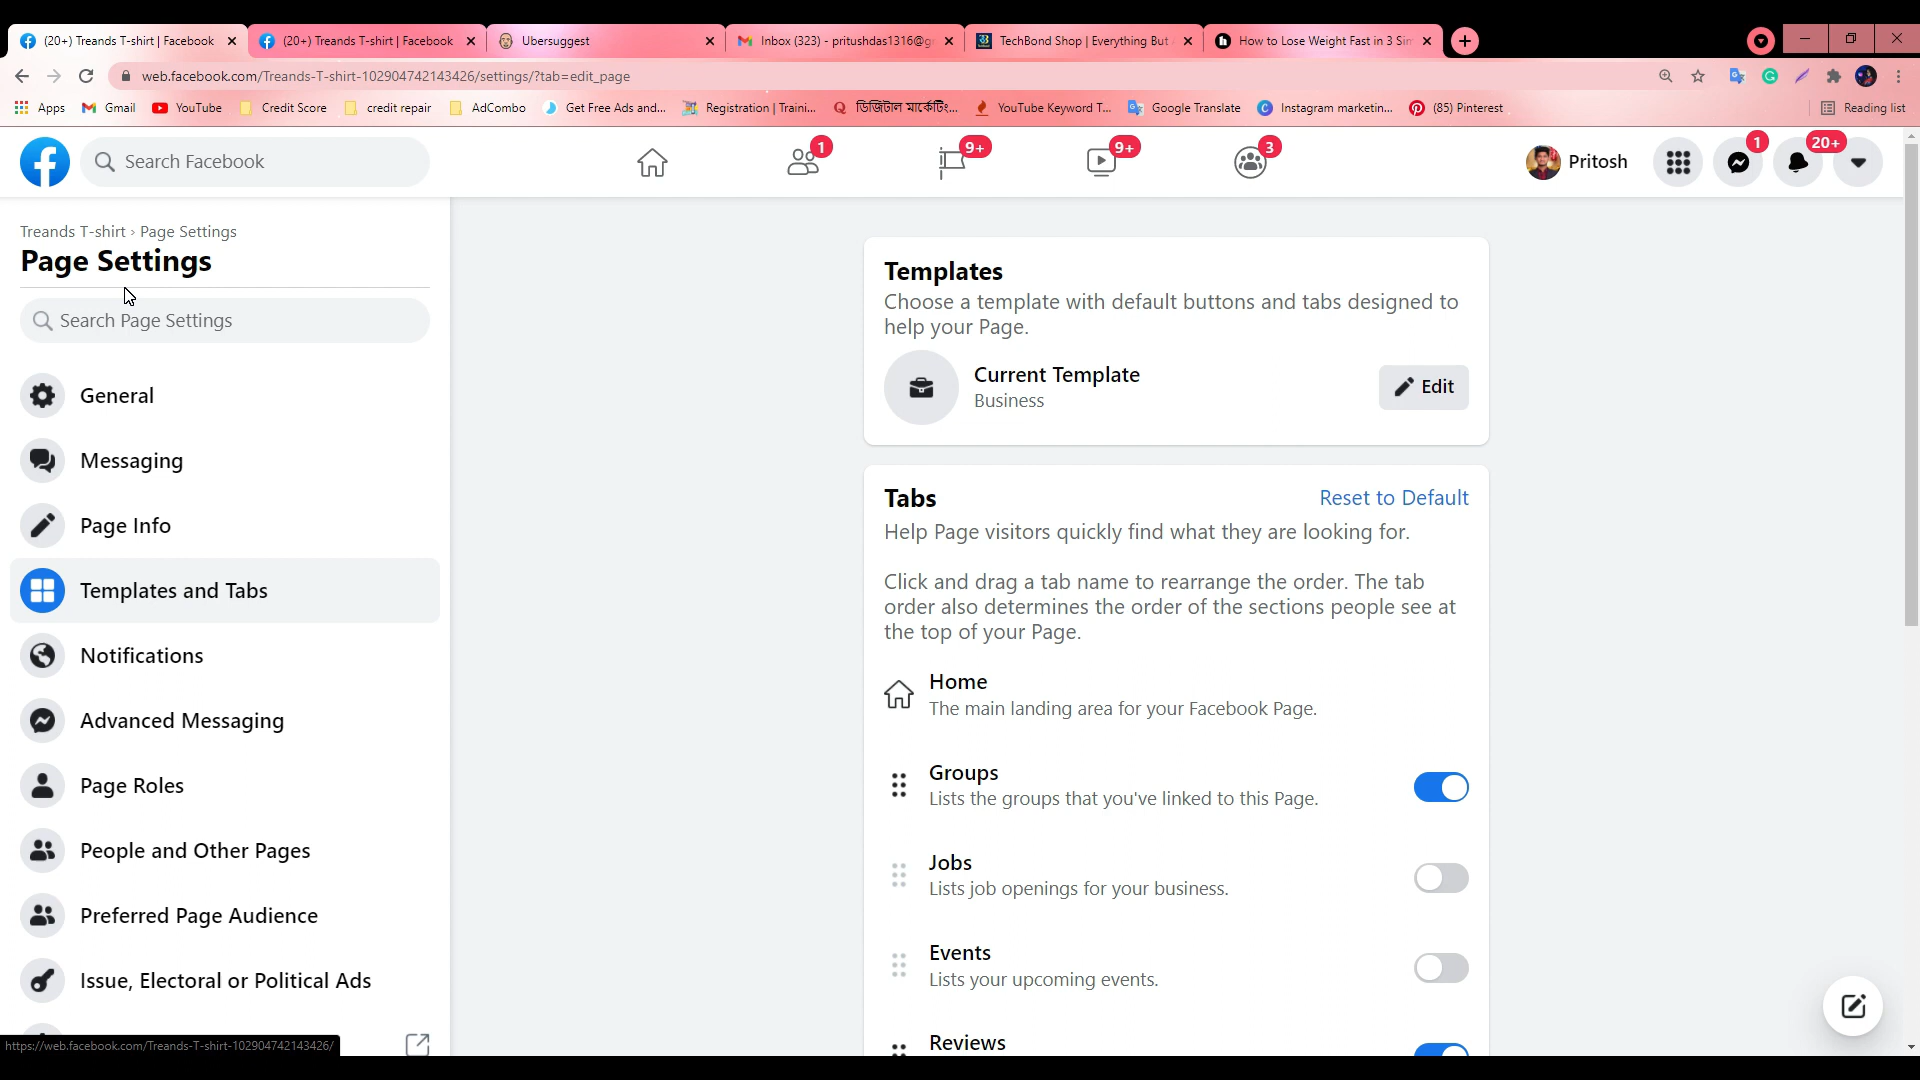 (20+) Treands T-shirt | Facebook
(20+) Treands T-shirt | Facebook
Ubersuggest
Inbox (323) - pritushdas1316@g
TechBond Shop | Everything But
How to Lose Weight Fast in 3 Sim
web.facebook.com/Treands-T-shirt-102904742143426/settings/?tab=edit_page
Apps
Gmail
YouTube
Credit Score
credit repair
AdCombo
Get Free Ads and...
Registration | Traini...
ডিজিটাল মার্কেটিং...
YouTube Keyword T...
Google Translate
Instagram marketin...
(85) Pinterest
Reading list
Search Facebook
1
9+
9+
3
Pritosh
1
20+
Treands T-shirt › Page Settings
Page Settings
Search Page Settings
General
Messaging
Page Info
Templates and Tabs
Notifications
Advanced Messaging
Page Roles
People and Other Pages
Preferred Page Audience
Issue, Electoral or Political Ads
https://web.facebook.com/Treands-T-shirt-102904742143426/
Templates
Choose a template with default buttons and tabs designed to
help your Page.
Current Template
Business
Edit
Tabs
Reset to Default
Help Page visitors quickly find what they are looking for.
Click and drag a tab name to rearrange the order. The tab
order also determines the order of the sections people see at
the top of your Page.
Home
The main landing area for your Facebook Page.
Groups
Lists the groups that you've linked to this Page.
Jobs
Lists job openings for your business.
Events
Lists your upcoming events.
Reviews